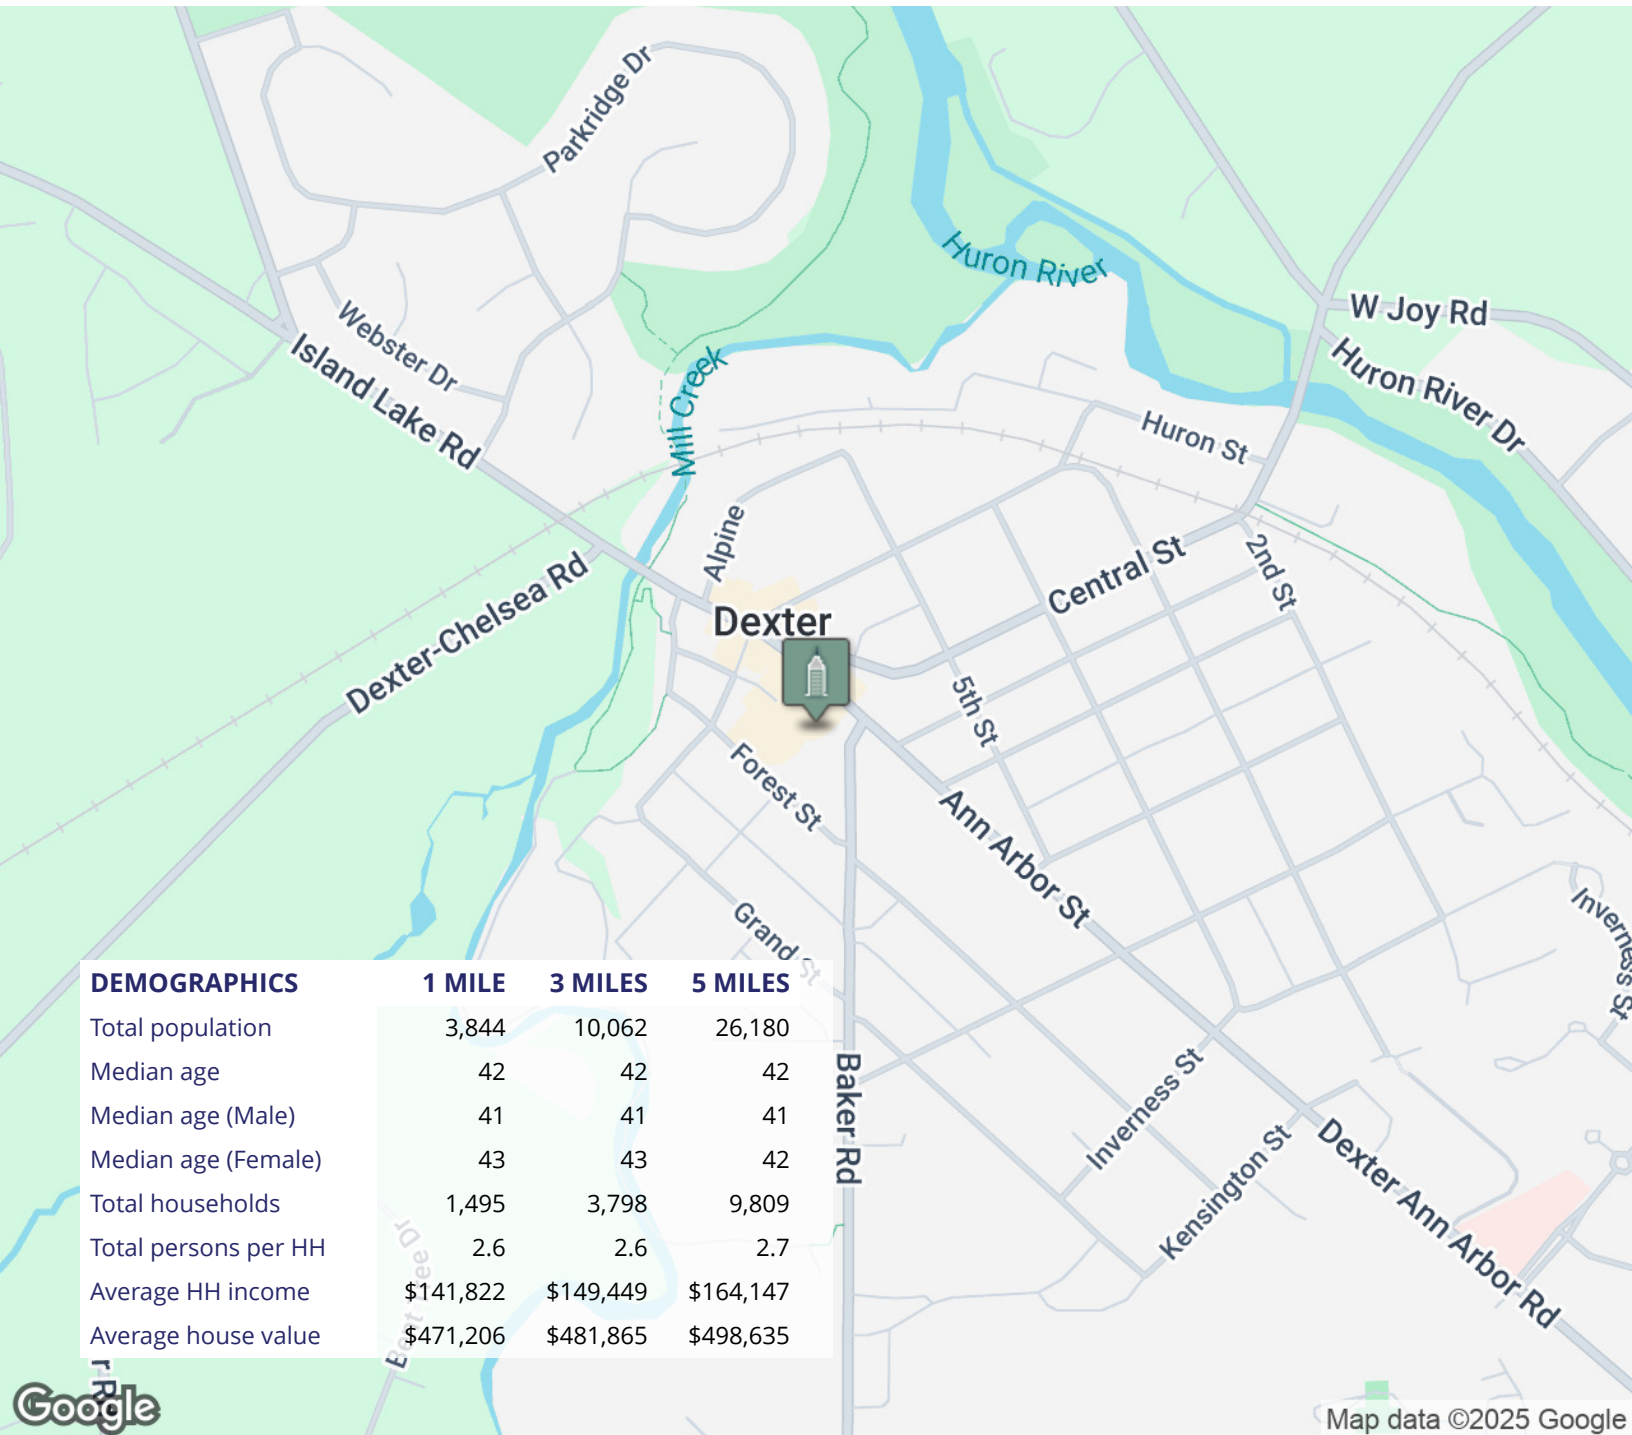 Parkridge Dr
Huron River
W Joy Rd
Webster Dr
Island Lake Rd
Mill Creek
Huron River Dr
Huron St
Alpine
Central St
2nd St
Dexter-Chelsea Rd
Dexter
5th St
Forest St
Ann Arbor St
Grand St
Inverness St
DEMOGRAPHICS 1 MILE 3 MILES 5 MILES
Total population 3,844 10,062 26,180
Median age 42 42 42
Median age (Male) 41 41 41
Median age (Female) 43 43 42
Total households 1,495 3,798 9,809
Total persons per HH 2.6 2.6 2.7
Average HH income $141,822 $149,449 $164,147
Average house value $471,206 $481,865 $498,635
Baker Rd
Inverness St
Kensington St
Dexter Ann Arbor Rd
Google
Map data ©2025 Google